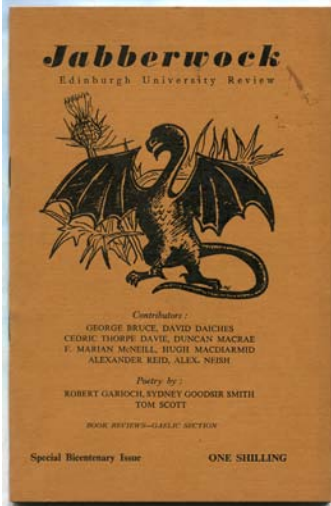 Jabberwock
Edinburgh University Review
Contributors :
GEORGE BRUCE, DAVID DAICHES
CEDRIC THORPE DAVIE, DUNCAN MACRAE
F. MARIAN McNEILL, HUGH MACDIARMID
ALEXANDER REID, ALEX. NEISH
Poetry by :
ROBERT GARIOCH, SYDNEY GOODSIR SMITH
TOM SCOTT
BOOK REVIEWS—GAELIC SECTION
Special Bicentenary Issue ONE SHILLING